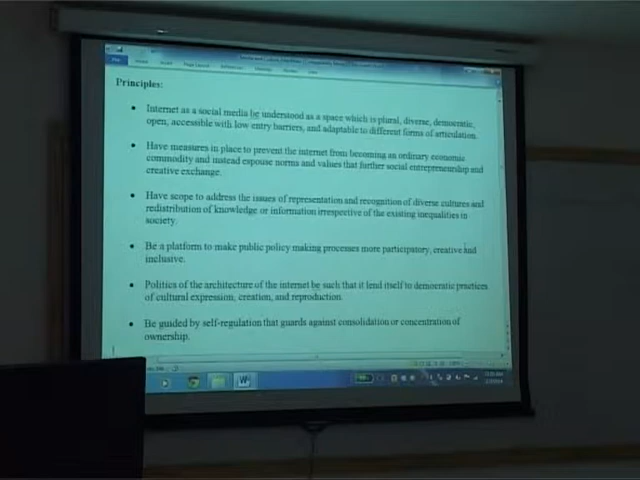 File
Principles:
• Internet as a social media be understood as a space which is plural, diverse, democratic,
open, accessible with low entry barriers, and adaptable to different forms of articulation.
• Have measures in place to prevent the internet from becoming an ordinary economic
commodity and instead espouse norms and values that further social entrepreneurship and
creative exchange.
• Have scope to address the issues of representation and recognition of diverse cultures and
redistribution of knowledge or information irrespective of the existing inequalities in
society.
• Be a platform to make public policy making processes more participatory, creative and
inclusive.
• Politics of the architecture of the internet be such that it lend itself to democratic practices
of cultural expression, creation, and reproduction.
• Be guided by self-regulation that guards against consolidation or concentration of
ownership.